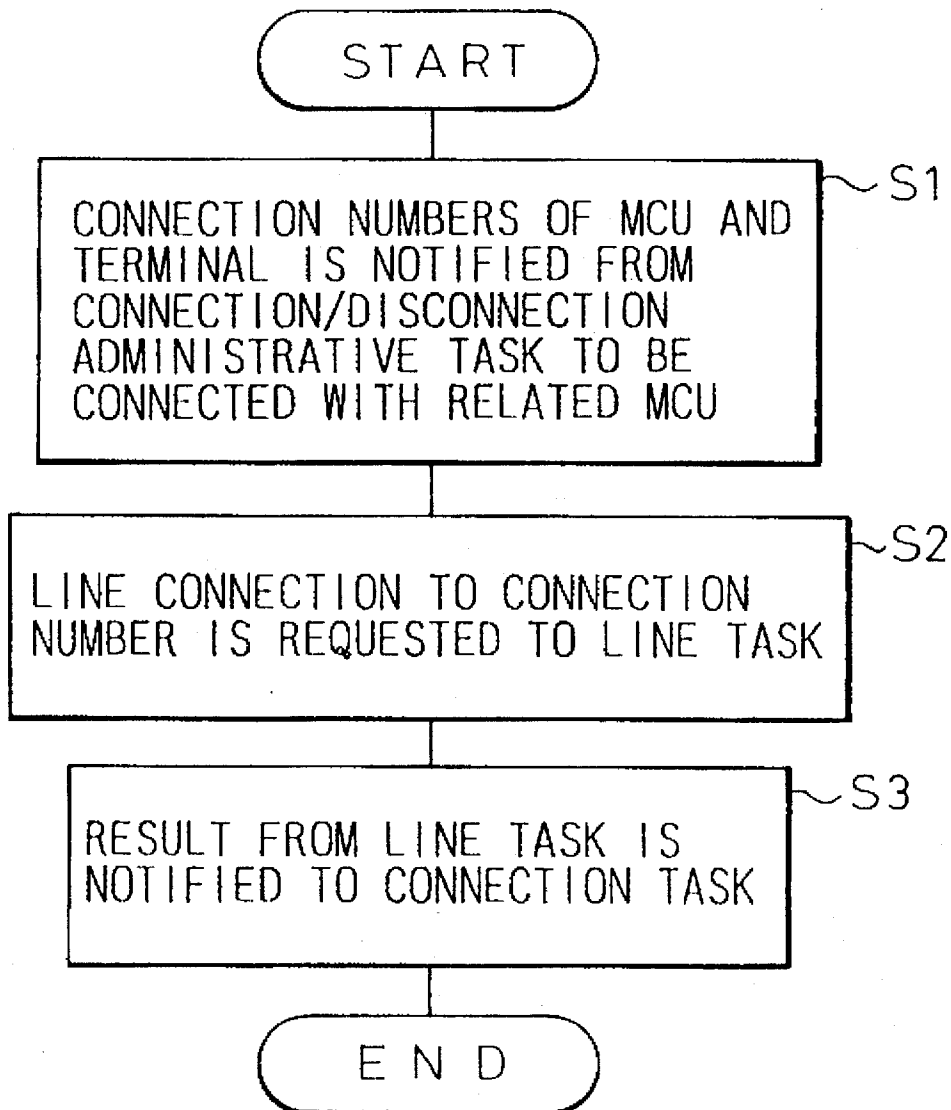 START
S1
CONNECTION NUMBERS OF MCU AND
TERMINAL IS NOTIFIED FROM
CONNECTION/DISCONNECTION
ADMINISTRATIVE TASK TO BE
CONNECTED WITH RELATED MCU
S2
LINE CONNECTION TO CONNECTION
NUMBER IS REQUESTED TO LINE TASK
S3
RESULT FROM LINE TASK IS
NOTIFIED TO CONNECTION TASK
END